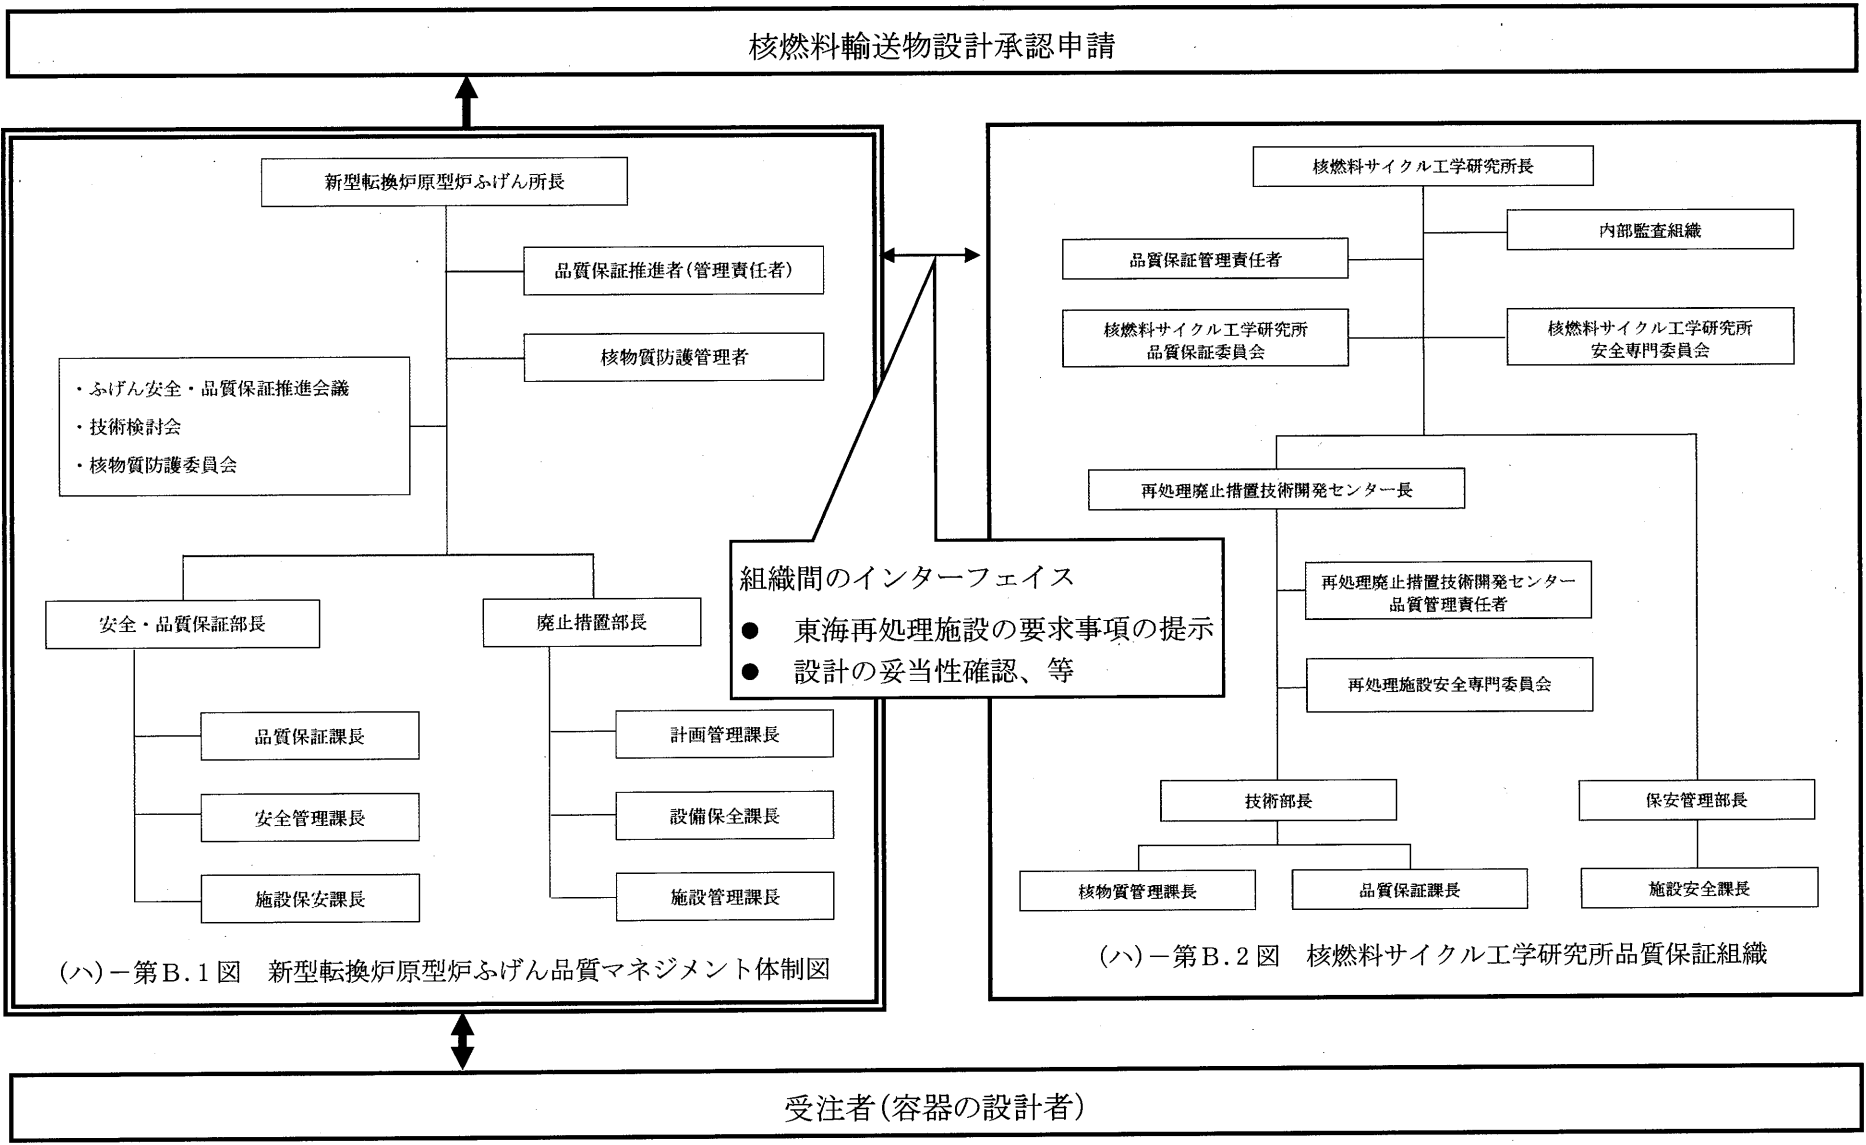 核燃料輸送物設計承認申請
新型転換炉原型炉ふげん所長
品質保証推進者(管理責任者)
核物質防護管理者
・ふげん安全・品質保証推進会議
・技術検討会
・核物質防護委員会
安全・品質保証部長
廃止措置部長
品質保証課長
安全管理課長
施設保安課長
計画管理課長
設備保全課長
施設管理課長
(ハ)-第B.1図 新型転換炉原型炉ふげん品質マネジメント体制図
組織間のインターフェイス
● 東海再処理施設の要求事項の提示
● 設計の妥当性確認、等
核燃料サイクル工学研究所長
内部監査組織
品質保証管理責任者
核燃料サイクル工学研究所
品質保証委員会
核燃料サイクル工学研究所
安全専門委員会
再処理廃止措置技術開発センター長
再処理廃止措置技術開発センター
品質管理責任者
再処理施設安全専門委員会
技術部長
保安管理部長
核物質管理課長
品質保証課長
施設安全課長
(ハ)-第B.2図 核燃料サイクル工学研究所品質保証組織
受注者(容器の設計者)